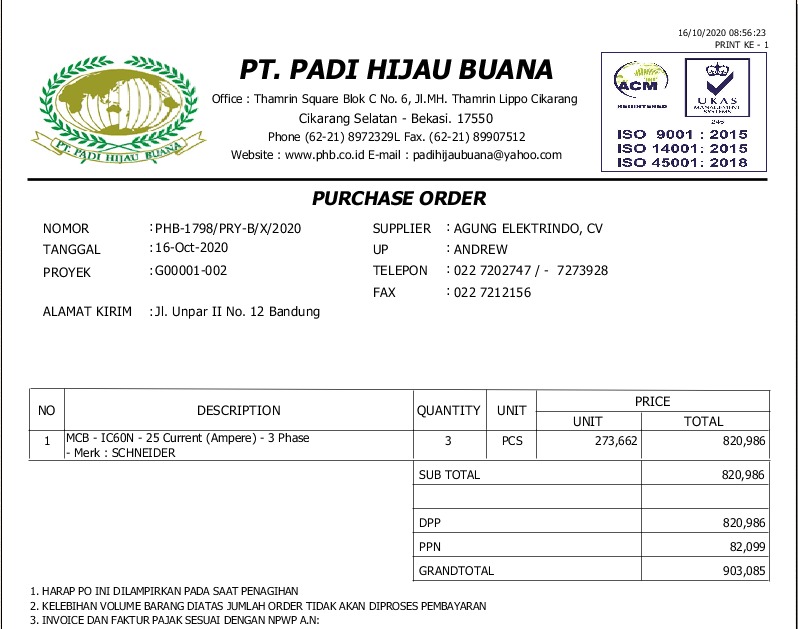 16/10/2020 08:56:23
PRINT KE - 1
PT. PADI HIJAU BUANA
Office : Thamrin Square Blok C No. 6, Jl.MH. Thamrin Lippo Cikarang
Cikarang Selatan - Bekasi. 17550
Phone (62-21) 8972329L Fax. (62-21) 89907512
Website : www.phb.co.id E-mail : padihijaubuana@yahoo.com
PT. PADI HIJAU BUANA
ACM
REGISTERED
UKAS
MANAGEMENT
SYSTEMS
246
ISO 9001 : 2015
ISO 14001: 2015
ISO 45001: 2018
PURCHASE ORDER
NOMOR : PHB-1798/PRY-B/X/2020
TANGGAL : 16-Oct-2020
PROYEK : G00001-002
ALAMAT KIRIM : Jl. Unpar II No. 12 Bandung
SUPPLIER : AGUNG ELEKTRINDO, CV
UP : ANDREW
TELEPON : 022 7202747 / - 7273928
FAX : 022 7212156
NO DESCRIPTION QUANTITY UNIT PRICE
UNIT TOTAL
1 MCB - IC60N - 25 Current (Ampere) - 3 Phase 3 PCS 273,662 820,986
- Merk : SCHNEIDER
SUB TOTAL 820,986
DPP 820,986
PPN 82,099
GRANDTOTAL 903,085
1. HARAP PO INI DILAMPIRKAN PADA SAAT PENAGIHAN
2. KELEBIHAN VOLUME BARANG DIATAS JUMLAH ORDER TIDAK AKAN DIPROSES PEMBAYARAN
3. INVOICE DAN FAKTUR PAJAK SESUAI DENGAN NPWP A.N: